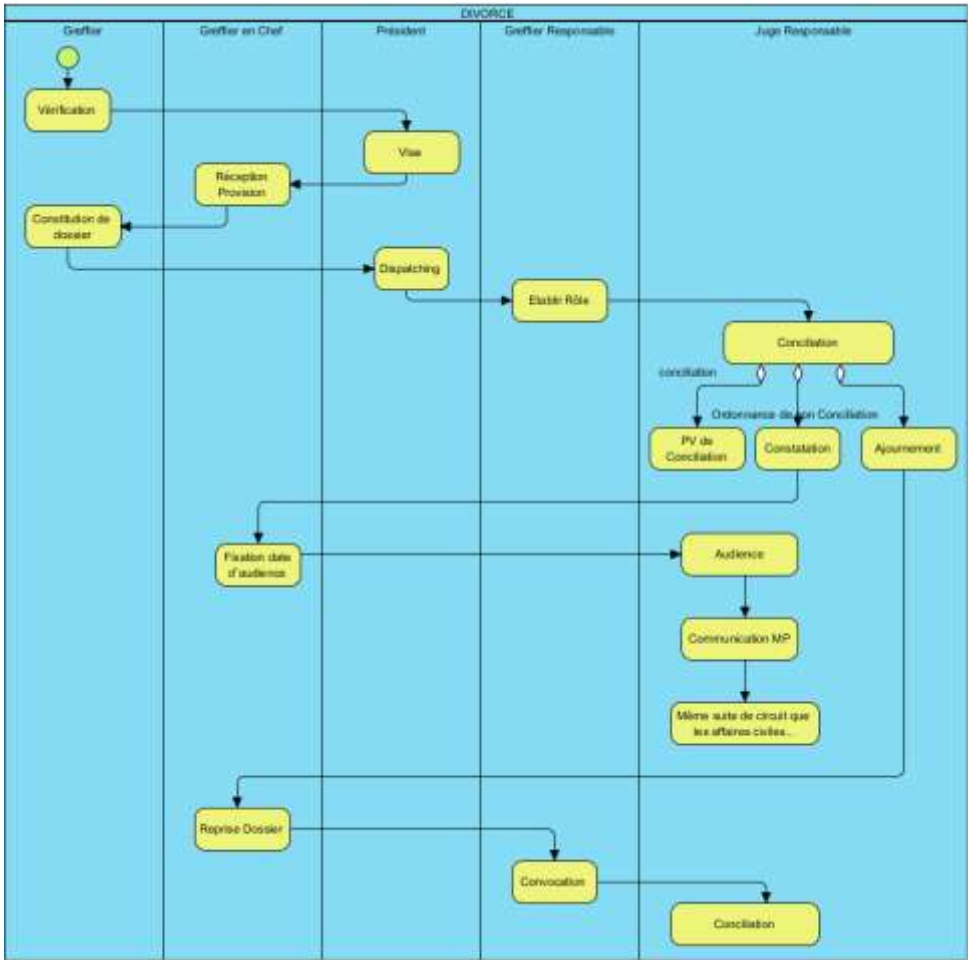 DIVORCE
Greffier
Greffier en Chef
Président
Greffier Responsable
Juge Responsable
Vérification
Vise
Réception
Provision
Constitution de
dossier
Dispatching
Etablir Rôle
Conciliation
conciliation
Ordonnance de non Conciliation
PV de
Conciliation
Constatation
Ajournement
Fixation date
d'audience
Audience
Communication MP
Même suite de circuit que
les affaires civiles...
Reprise Dossier
Convocation
Conciliation